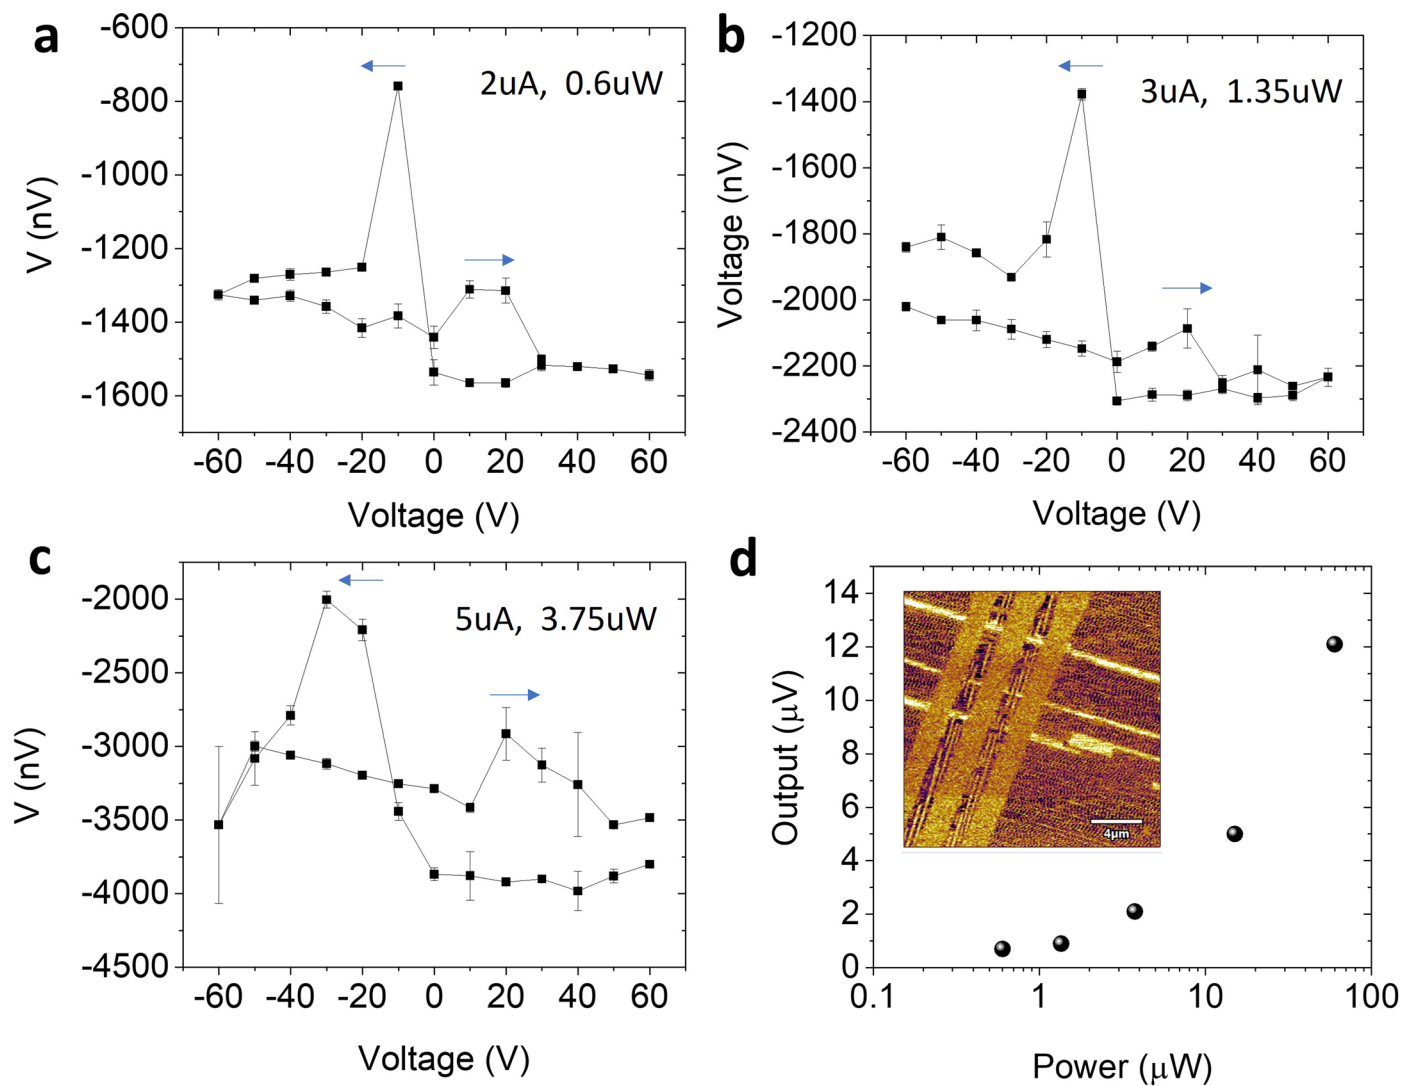 a
-600
-800
-1000
-1200
-1400
-1600
V (nV)
2uA, 0.6uW
-60 -40 -20 0 20 40 60
Voltage (V)
b
-1200
-1400
-1600
-1800
-2000
-2200
-2400
Voltage (nV)
3uA, 1.35uW
-60 -40 -20 0 20 40 60
Voltage (V)
c
-2000
-2500
-3000
-3500
-4000
-4500
V (nV)
5uA, 3.75uW
-60 -40 -20 0 20 40 60
Voltage (V)
d
14
12
10
8
6
4
2
0
Output (μV)
4μm
0.1 1 10 100
Power (μW)